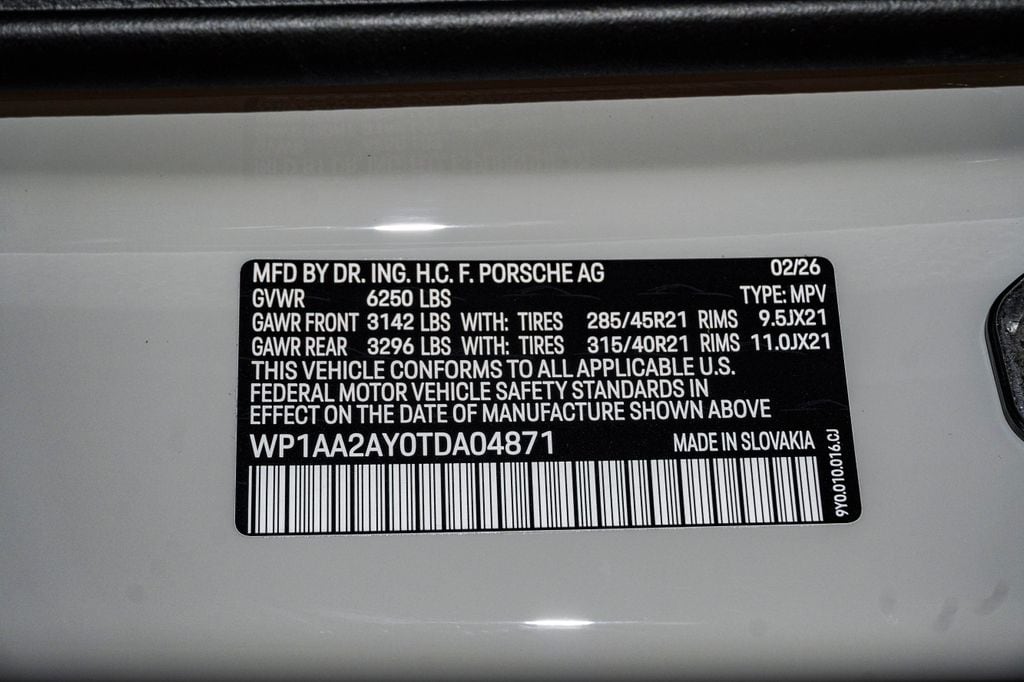 MFD BY DR. ING. H.C. F. PORSCHE AG 02/26
GVWR 6250 LBS TYPE: MPV
GAWR FRONT 3142 LBS WITH: TIRES 285/45R21 RIMS 9.5JX21
GAWR REAR 3296 LBS WITH: TIRES 315/40R21 RIMS 11.0JX21
THIS VEHICLE CONFORMS TO ALL APPLICABLE U.S.
FEDERAL MOTOR VEHICLE SAFETY STANDARDS IN
EFFECT ON THE DATE OF MANUFACTURE SHOWN ABOVE
WP1AA2AY0TDA04871 MADE IN SLOVAKIA
9Y0.010.016.CJ